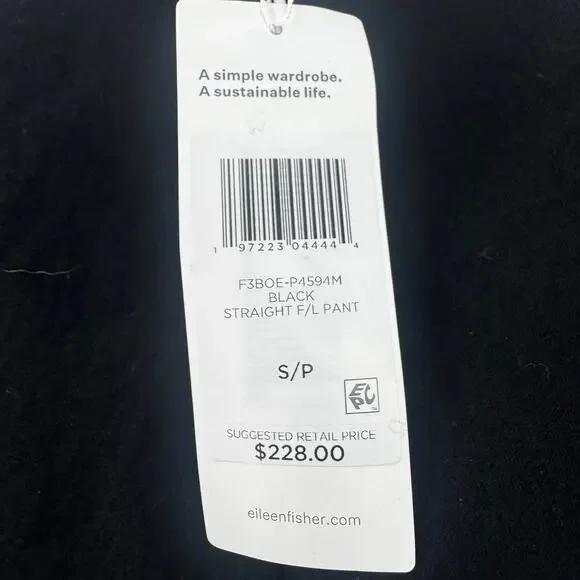 A simple wardrobe.
A sustainable life.
1 97223 04444 4
F3BOE-P4594M
BLACK
STRAIGHT F/L PANT
S/P
EPC
SUGGESTED RETAIL PRICE
$228.00
eileenfisher.com